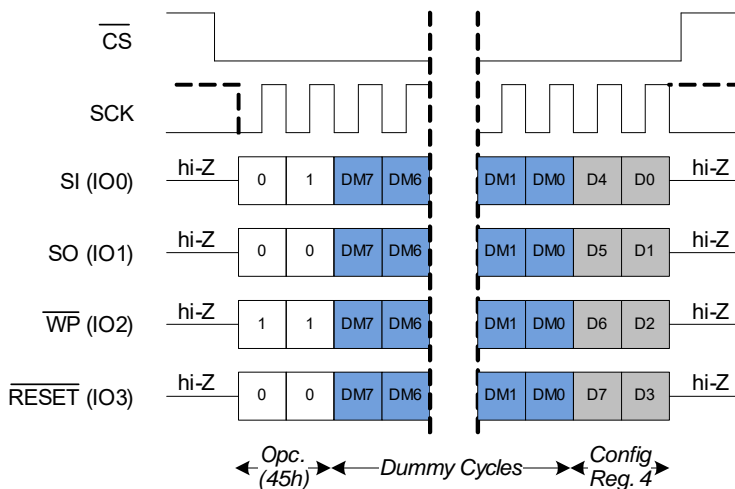 CS
SCK
SI (IO0) hi-Z 0 1 DM7 DM6 DM1 DM0 D4 D0 hi-Z
SO (IO1) hi-Z 0 0 DM7 DM6 DM1 DM0 D5 D1 hi-Z
WP (IO2) hi-Z 1 1 DM7 DM6 DM1 DM0 D6 D2 hi-Z
RESET (IO3) hi-Z 0 0 DM7 DM6 DM1 DM0 D7 D3 hi-Z
Opc.
(45h)
Dummy Cycles
Config
Reg. 4